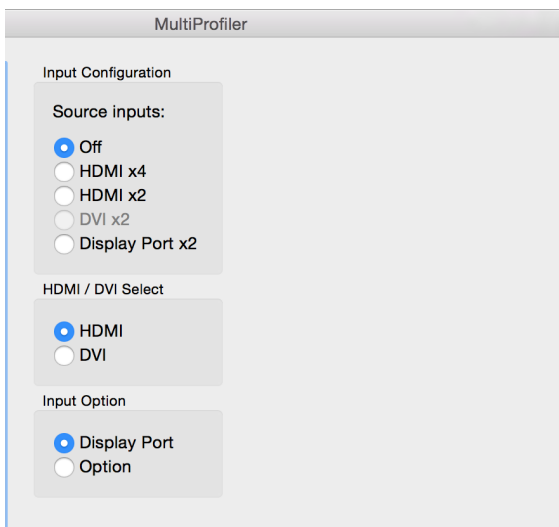 MultiProfiler
Input Configuration
Source inputs:
Off
HDMI x4
HDMI x2
DVI x2
Display Port x2
HDMI / DVI Select
HDMI
DVI
Input Option
Display Port
Option